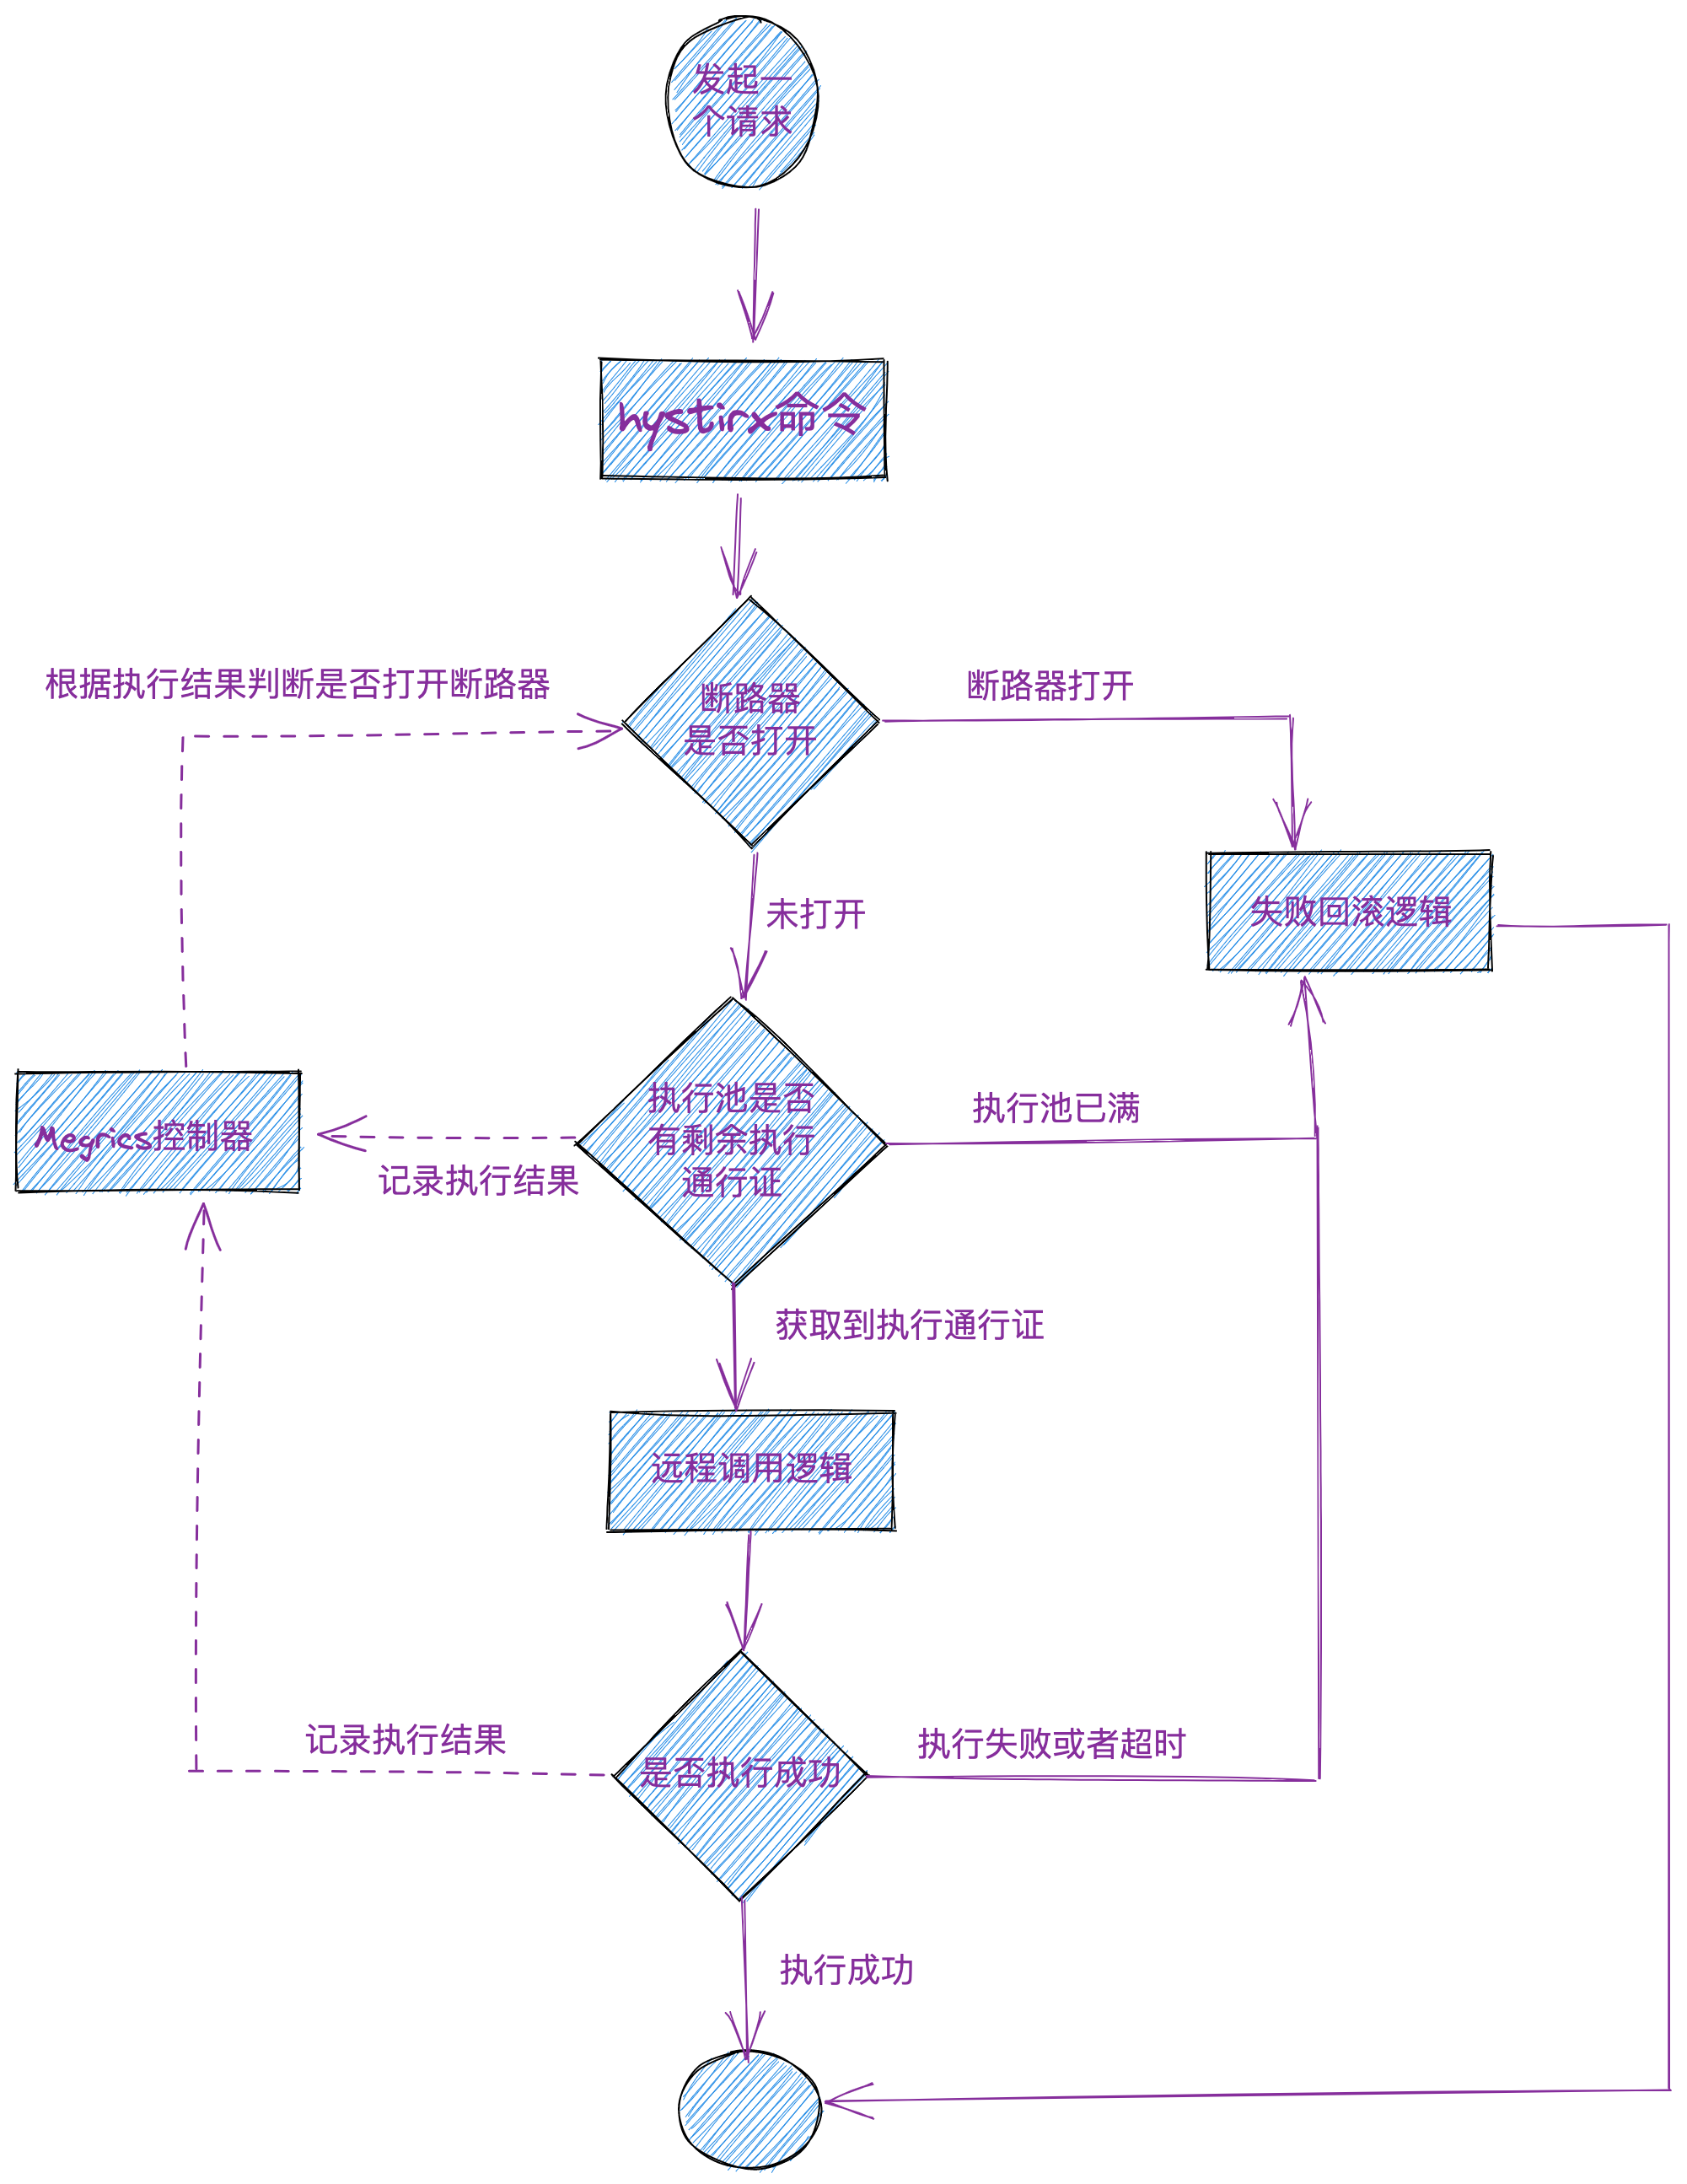 发起一
个请求
hystirx命令
根据执行结果判断是否打开断路器
断路器打开
断路器
是否打开
未打开
失败回滚逻辑
执行池是否
有剩余执行
通行证
执行池已满
Megrics控制器
记录执行结果
获取到执行通行证
远程调用逻辑
记录执行结果
执行失败或者超时
是否执行成功
执行成功